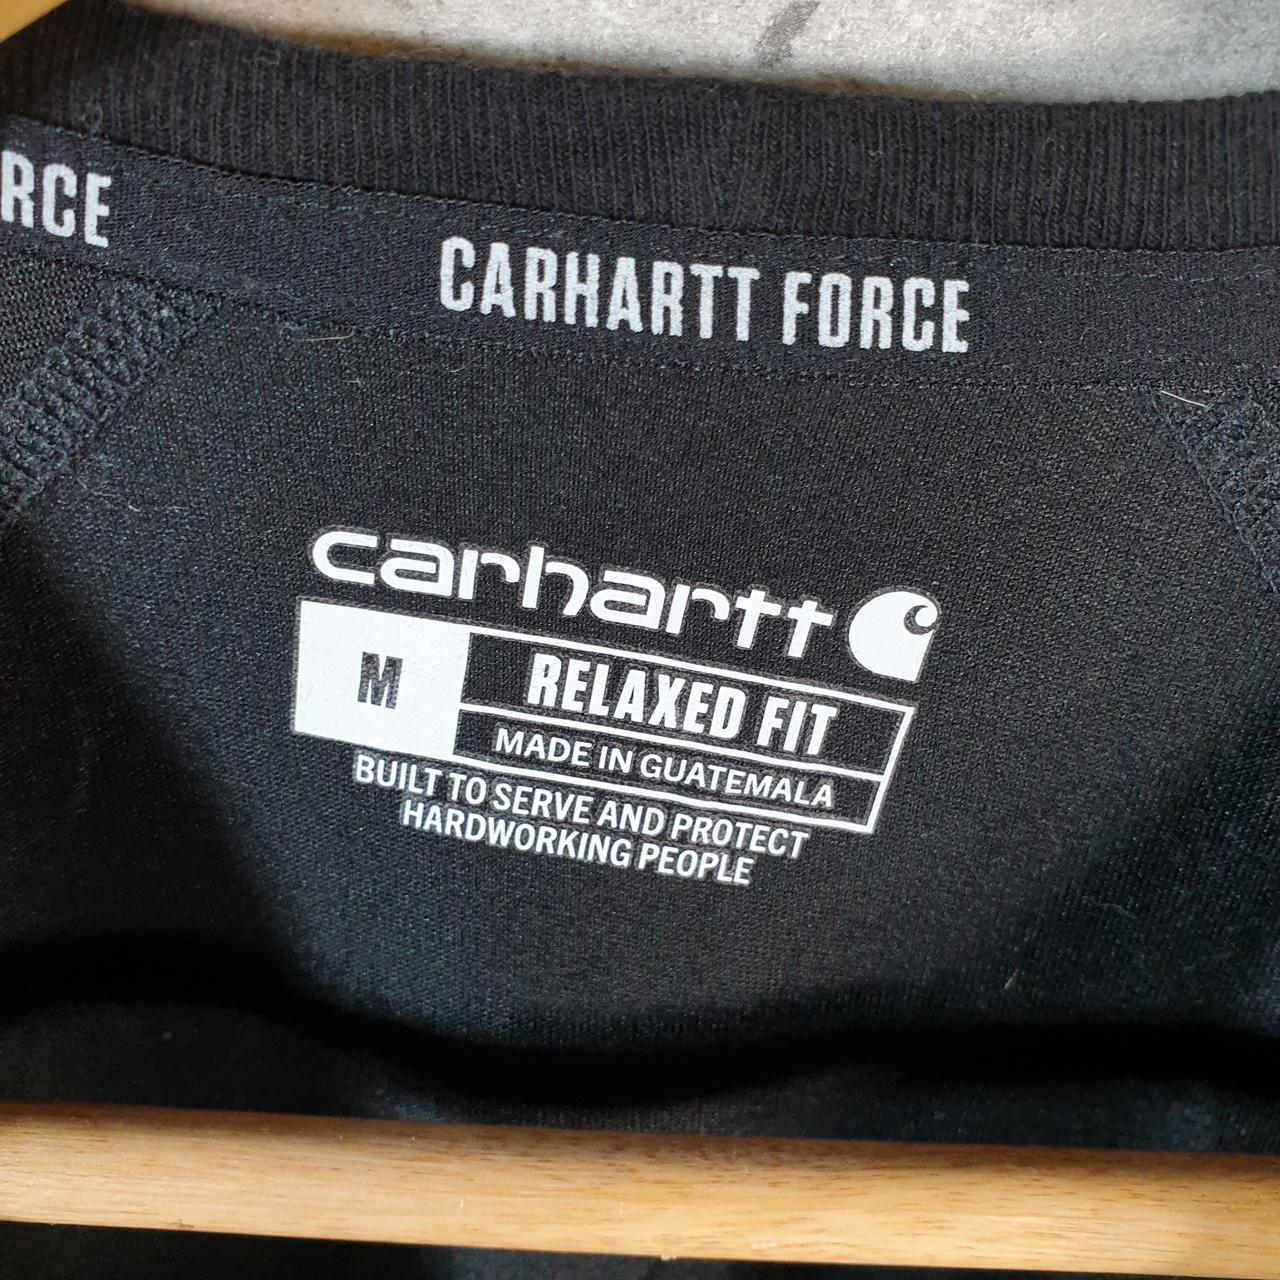 RCE
CARHARTT FORCE
carhartt
M
RELAXED FIT
MADE IN GUATEMALA
BUILT TO SERVE AND PROTECT
HARDWORKING PEOPLE